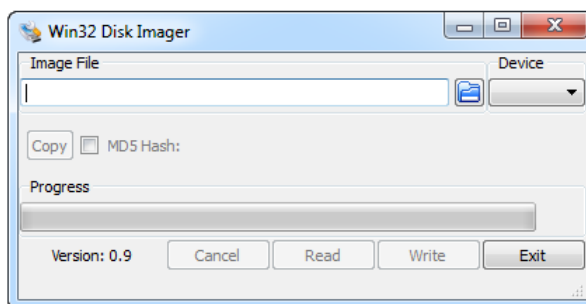 Win32 Disk Imager
Image File Device
Copy MD5 Hash:
Progress
Version: 0.9 Cancel Read Write Exit